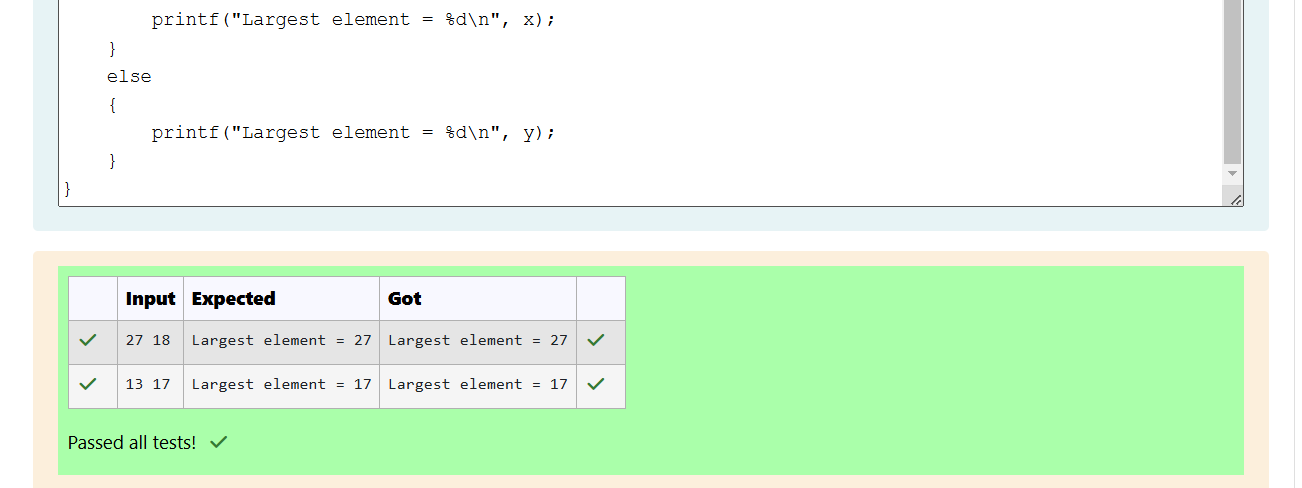 printf("Largest element = %d\n", x);
}
else
{
printf("Largest element = %d\n", y);
}
}
Input Expected Got
27 18 Largest element = 27 Largest element = 27
13 17 Largest element = 17 Largest element = 17
Passed all tests!